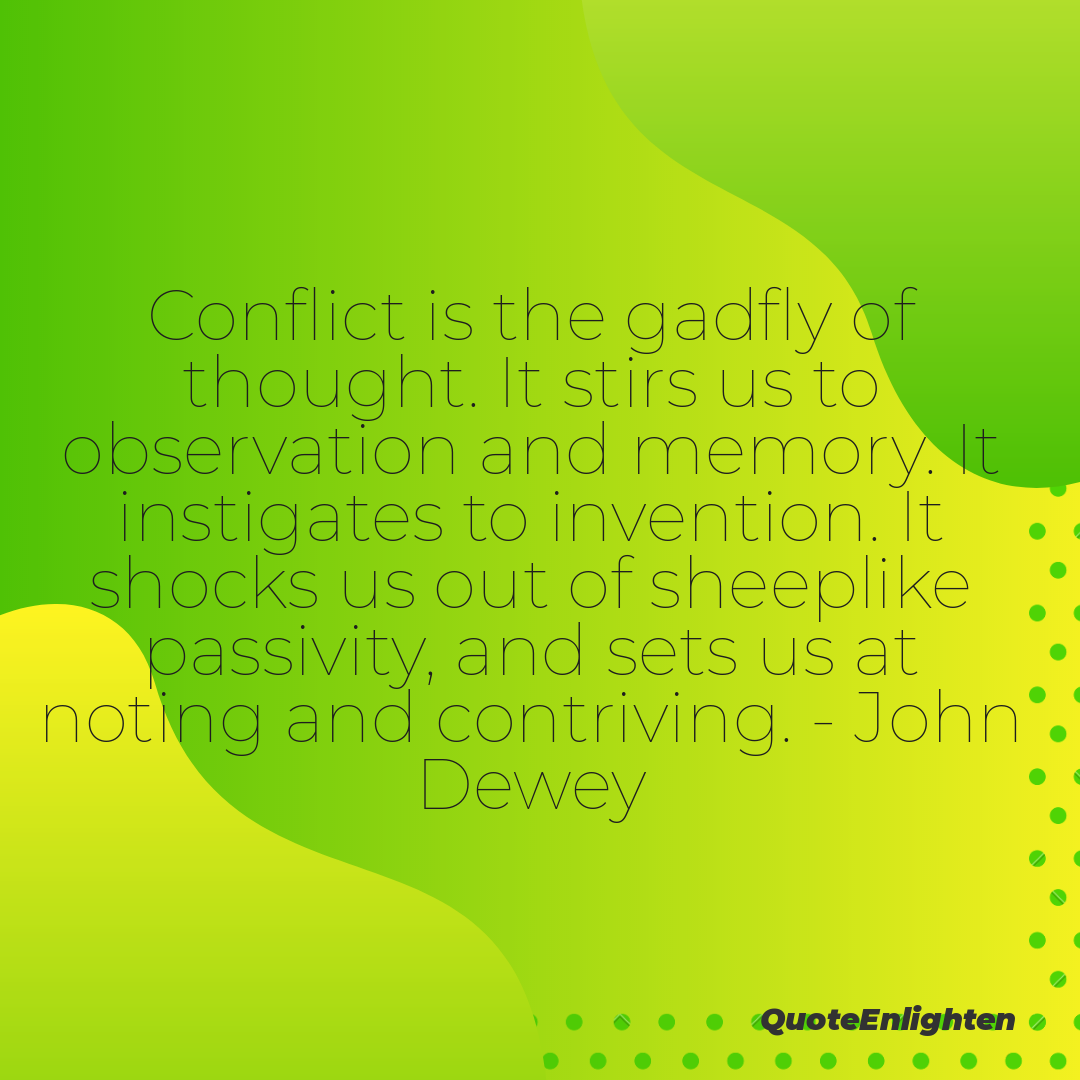 Conflict is the gadfly of
thought. It stirs us to
observation and memory. It
instigates to invention. It
shocks us out of sheeplike
passivity, and sets us at
noting and contriving. - John
Dewey
QuoteEnlighten